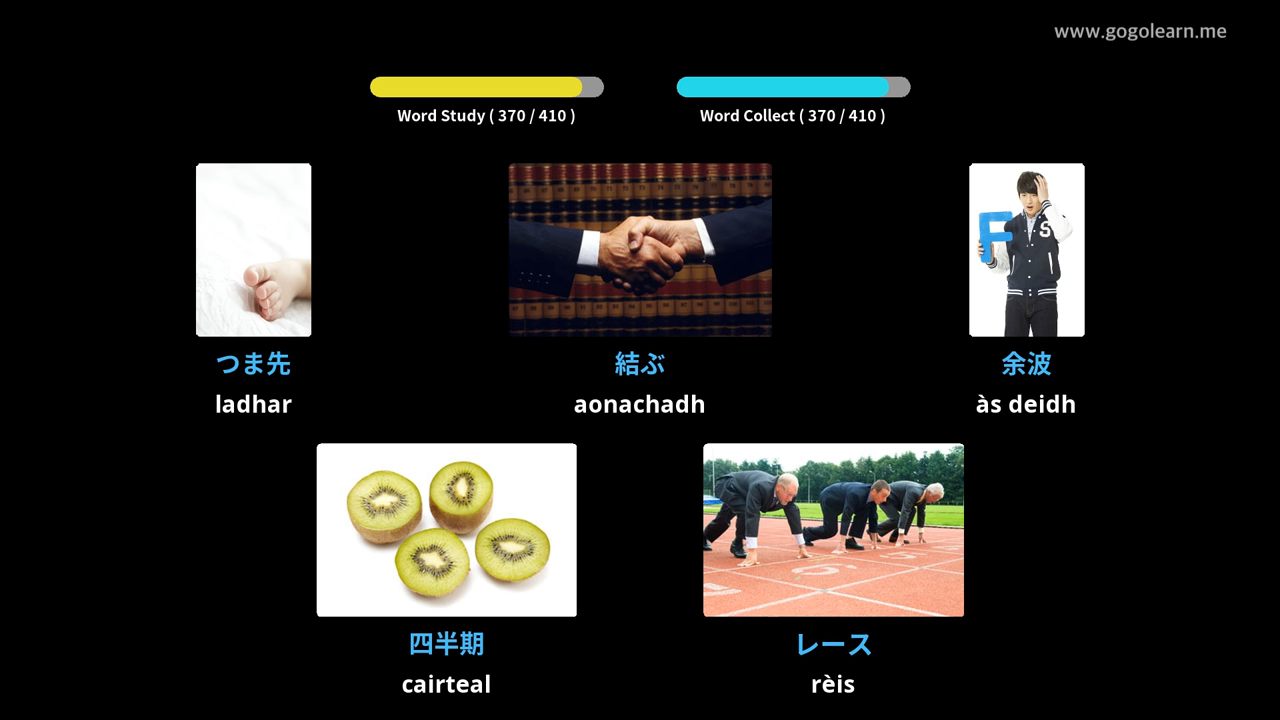 www.gogolearn.me
Word Study ( 370 / 410 )
Word Collect ( 370 / 410 )
F
S
つま先
ladhar
結ぶ
aonachadh
余波
às deidh
5
四半期
cairteal
レース
rèis